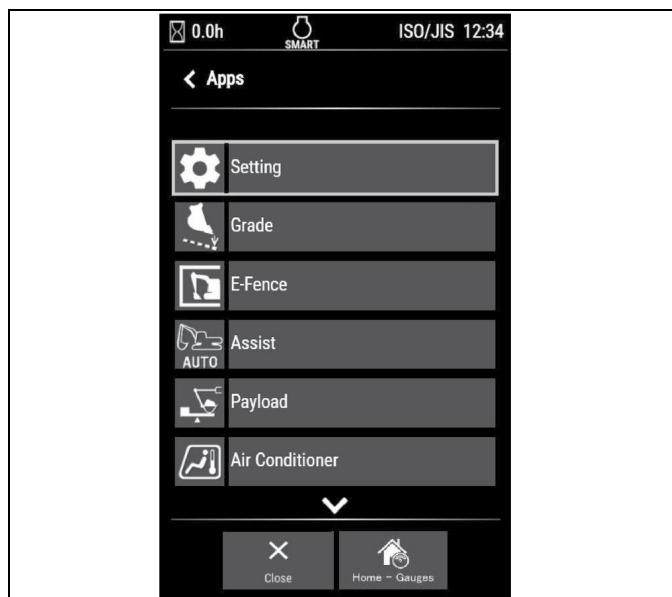 0.0h SMART ISO/JIS 12:34
Apps
Setting
Grade
E-Fence
AUTO Assist
Payload
Air Conditioner
Close Home - Gauges